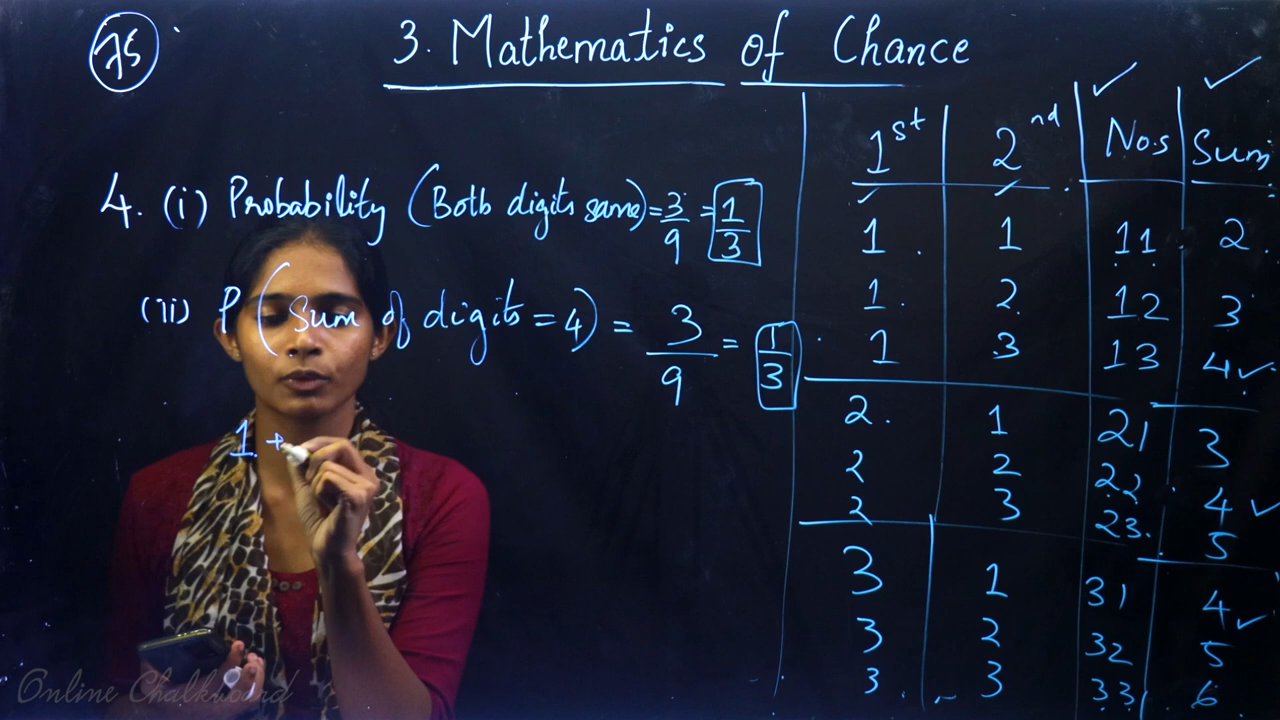 75
3. Mathematics of Chance
4. (i) Probability (Both digits same) = 3/9 = 1/3
(ii) P (Sum of digits = 4) = 3/9 = 1/3
1 +
1st 2nd No.s Sum
1 1 11 2
1 2 12 3
1 3 13 4 ✓
2 1 21 3
2 2 22 4 ✓
2 3 23 5
3 1 31 4 ✓
3 2 32 5
3 3 33 6
Online Chalkboard